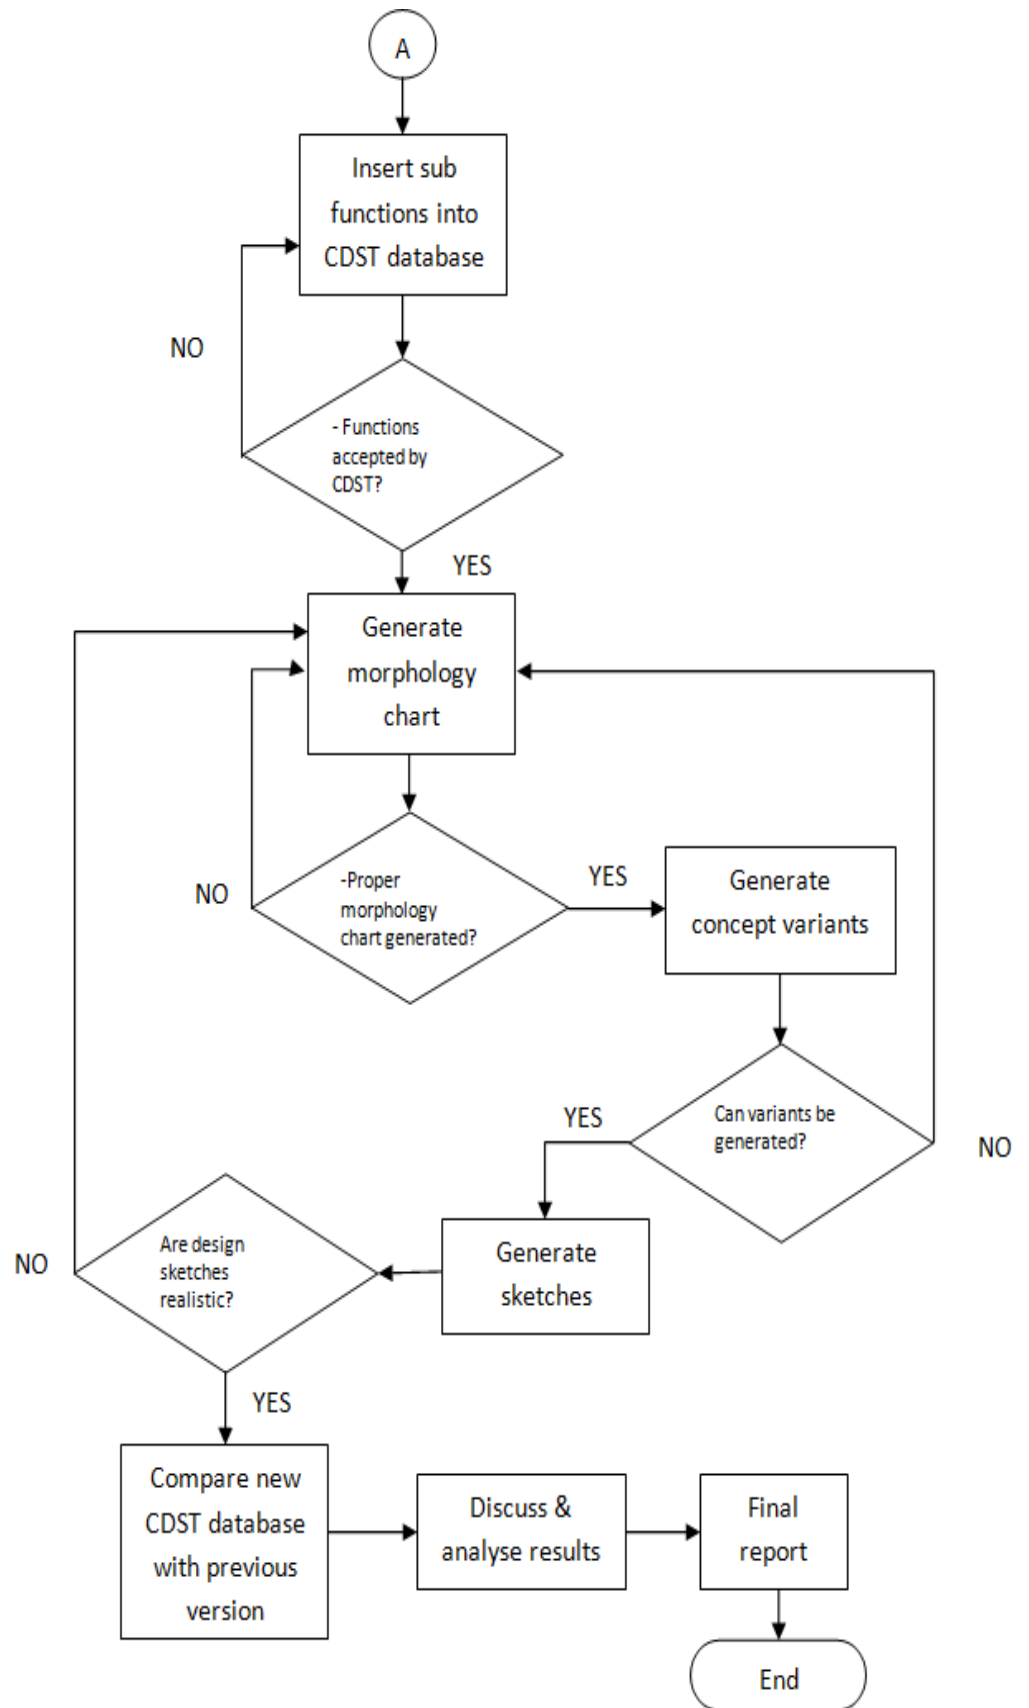 A
Insert sub
functions into
CDST database
NO
- Functions
accepted by
CDST?
YES
Generate
morphology
chart
NO
-Proper
morphology
chart generated?
YES
Generate
concept variants
Can variants be
generated?
YES
NO
Generate
sketches
Are design
sketches
realistic?
NO
YES
Compare new
CDST database
with previous
version
Discuss &
analyse results
Final
report
End